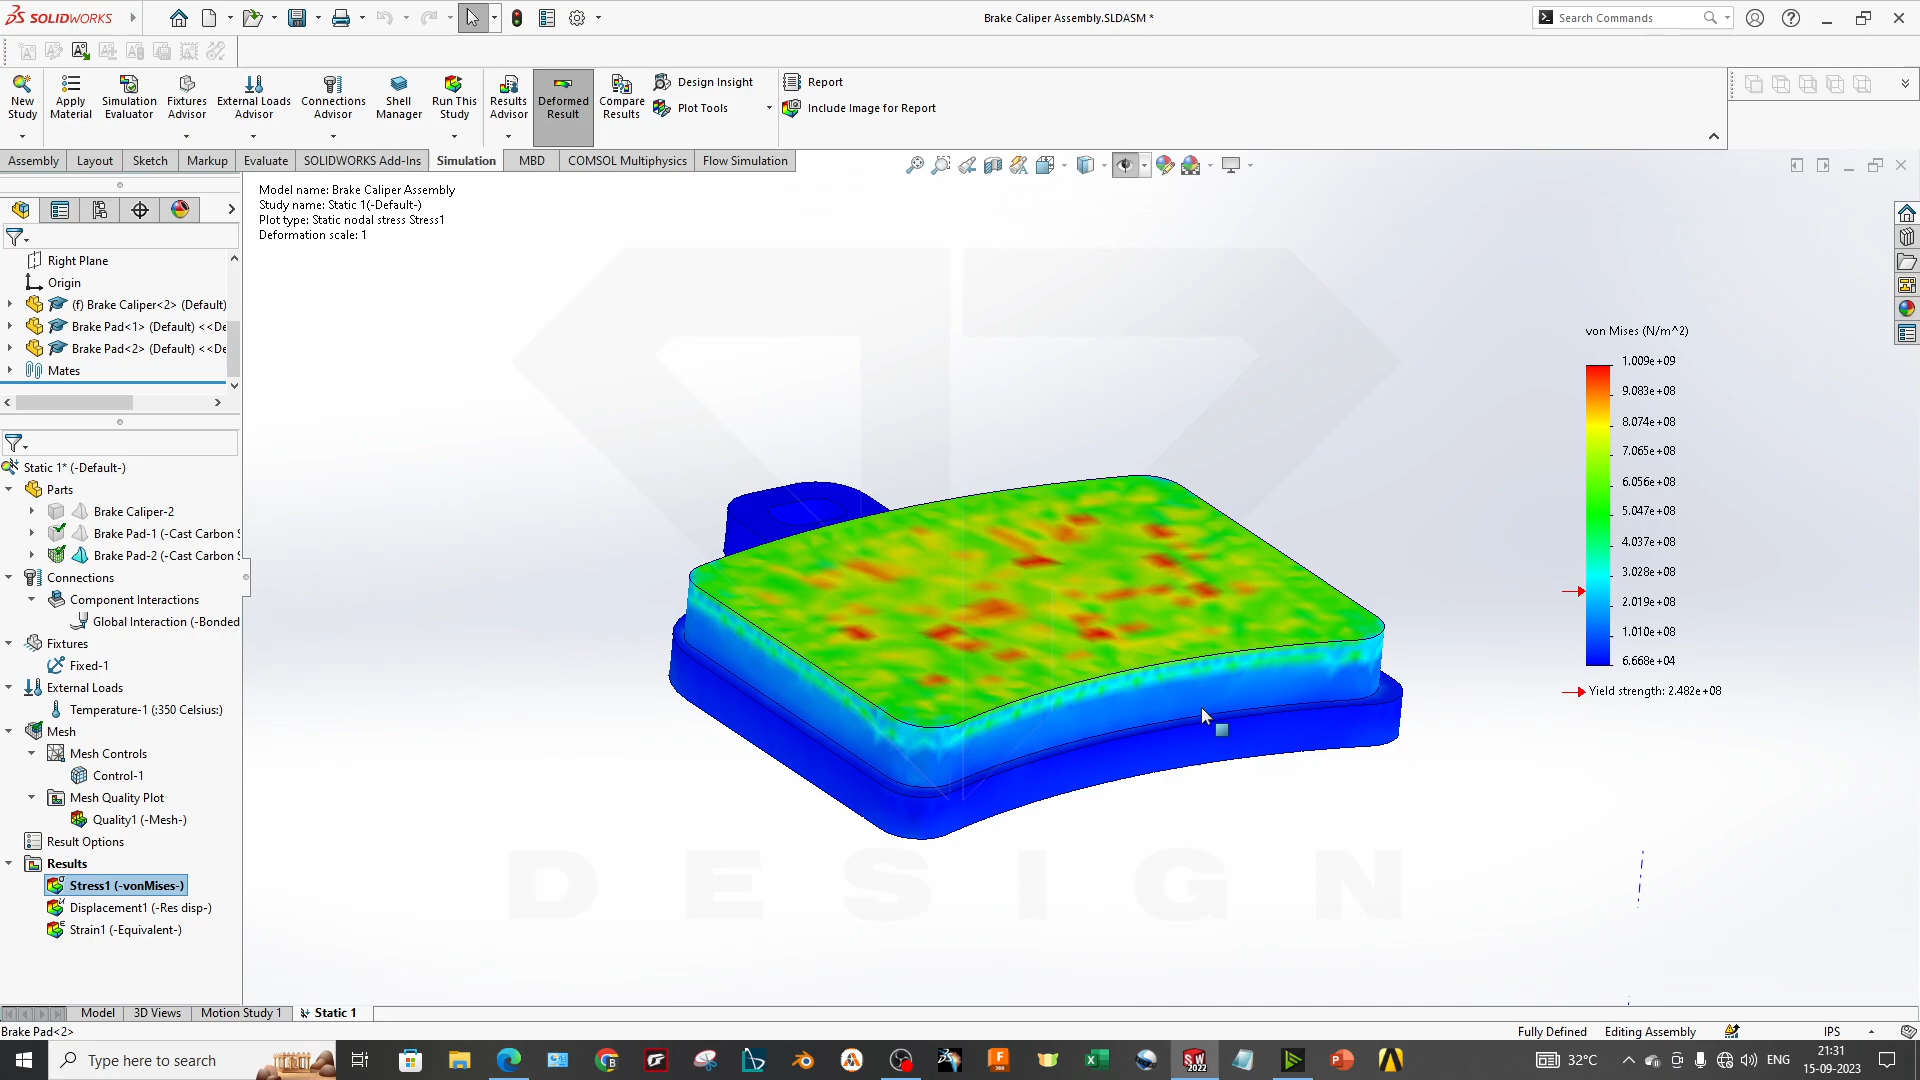 SOLIDWORKS
Brake Caliper Assembly.SLDASM *
Search Commands
New Study
Apply Material
Simulation Evaluator
Fixtures Advisor
External Loads Advisor
Connections Advisor
Shell Manager
Run This Study
Results Advisor
Deformed Result
Compare Results
Design Insight
Plot Tools
Report
Include Image for Report
Assembly
Layout
Sketch
Markup
Evaluate
SOLIDWORKS Add-Ins
Simulation
MBD
COMSOL Multiphysics
Flow Simulation
Model name: Brake Caliper Assembly
Study name: Static 1(-Default-)
Plot type: Static nodal stress Stress1
Deformation scale: 1
Right Plane
Origin
(f) Brake Caliper<2> (Default)
Brake Pad<1> (Default) <<De
Brake Pad<2> (Default) <<De
Mates
Static 1* (-Default-)
Parts
Brake Caliper-2
Brake Pad-1 (-Cast Carbon S
Brake Pad-2 (-Cast Carbon S
Connections
Component Interactions
Global Interaction (-Bonded
Fixtures
Fixed-1
External Loads
Temperature-1 (:350 Celsius:)
Mesh
Mesh Controls
Control-1
Mesh Quality Plot
Quality1 (-Mesh-)
Result Options
Results
Stress1 (-vonMises-)
Displacement1 (-Res disp-)
Strain1 (-Equivalent-)
von Mises (N/m^2)
1.009e+09
9.083e+08
8.074e+08
7.065e+08
6.056e+08
5.047e+08
4.037e+08
3.028e+08
2.019e+08
1.010e+08
6.668e+04
Yield strength: 2.482e+08
DESIGN
Model
3D Views
Motion Study 1
Static 1
Brake Pad<2>
Fully Defined
Editing Assembly
IPS
Type here to search
32°C
ENG
21:31
15-09-2023